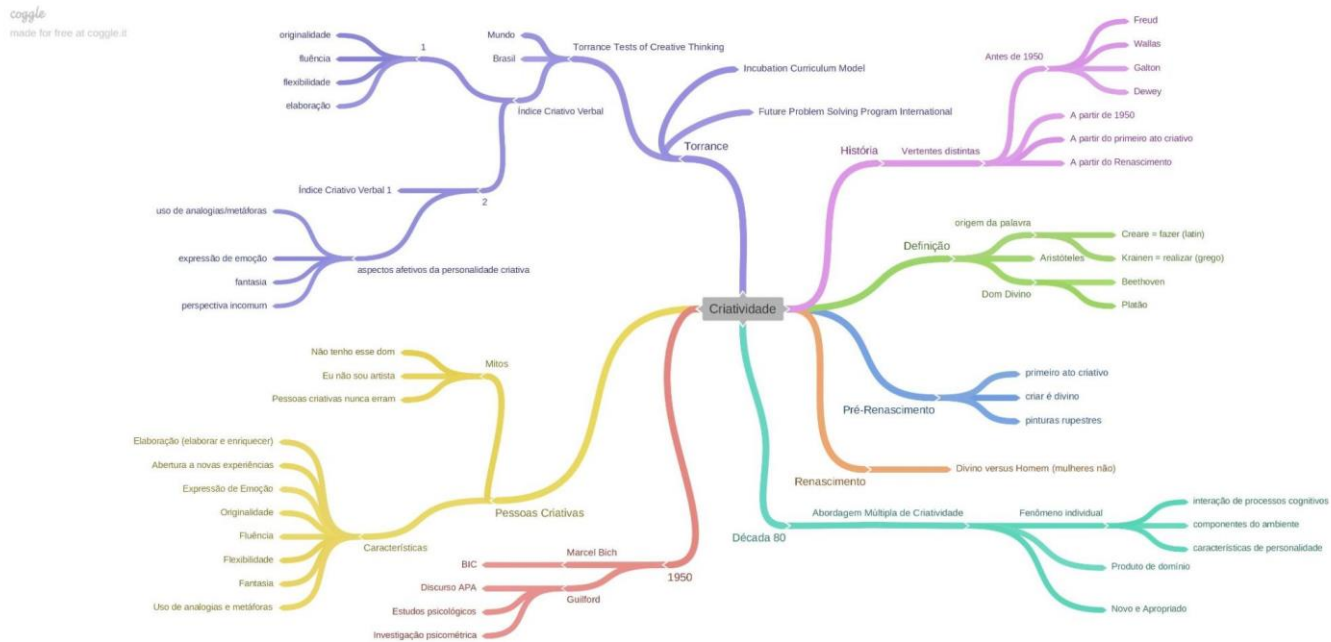 coggle
made for free at coggle.it
Criatividade
Torrance
Incubation Curriculum Model
Future Problem Solving Program International
Torrance Tests of Creative Thinking
Mundo
Brasil
Índice Criativo Verbal
1
originalidade
fluência
flexibilidade
elaboração
2
Índice Criativo Verbal 1
aspectos afetivos da personalidade criativa
uso de analogias/metáforas
expressão de emoção
fantasia
perspectiva incomum
História
Vertentes distintas
Antes de 1950
Freud
Wallas
Galton
Dewey
A partir de 1950
A partir do primeiro ato criativo
A partir do Renascimento
Definição
origem da palavra
Creare = fazer (latin)
Krainen = realizar (grego)
Aristóteles
Dom Divino
Beethoven
Platão
Pré-Renascimento
primeiro ato criativo
criar é divino
pinturas rupestres
Renascimento
Divino versus Homem (mulheres não)
Década 80
Abordagem Múltipla de Criatividade
Fenômeno individual
interação de processos cognitivos
componentes do ambiente
características de personalidade
Produto de domínio
Novo e Apropriado
1950
Marcel Bich
BIC
Guilford
Discurso APA
Estudos psicológicos
Investigação psicométrica
Pessoas Criativas
Mitos
Não tenho esse dom
Eu não sou artista
Pessoas criativas nunca erram
Características
Elaboração (elaborar e enriquecer)
Abertura a novas experiências
Expressão de Emoção
Originalidade
Fluência
Flexibilidade
Fantasia
Uso de analogias e metáforas